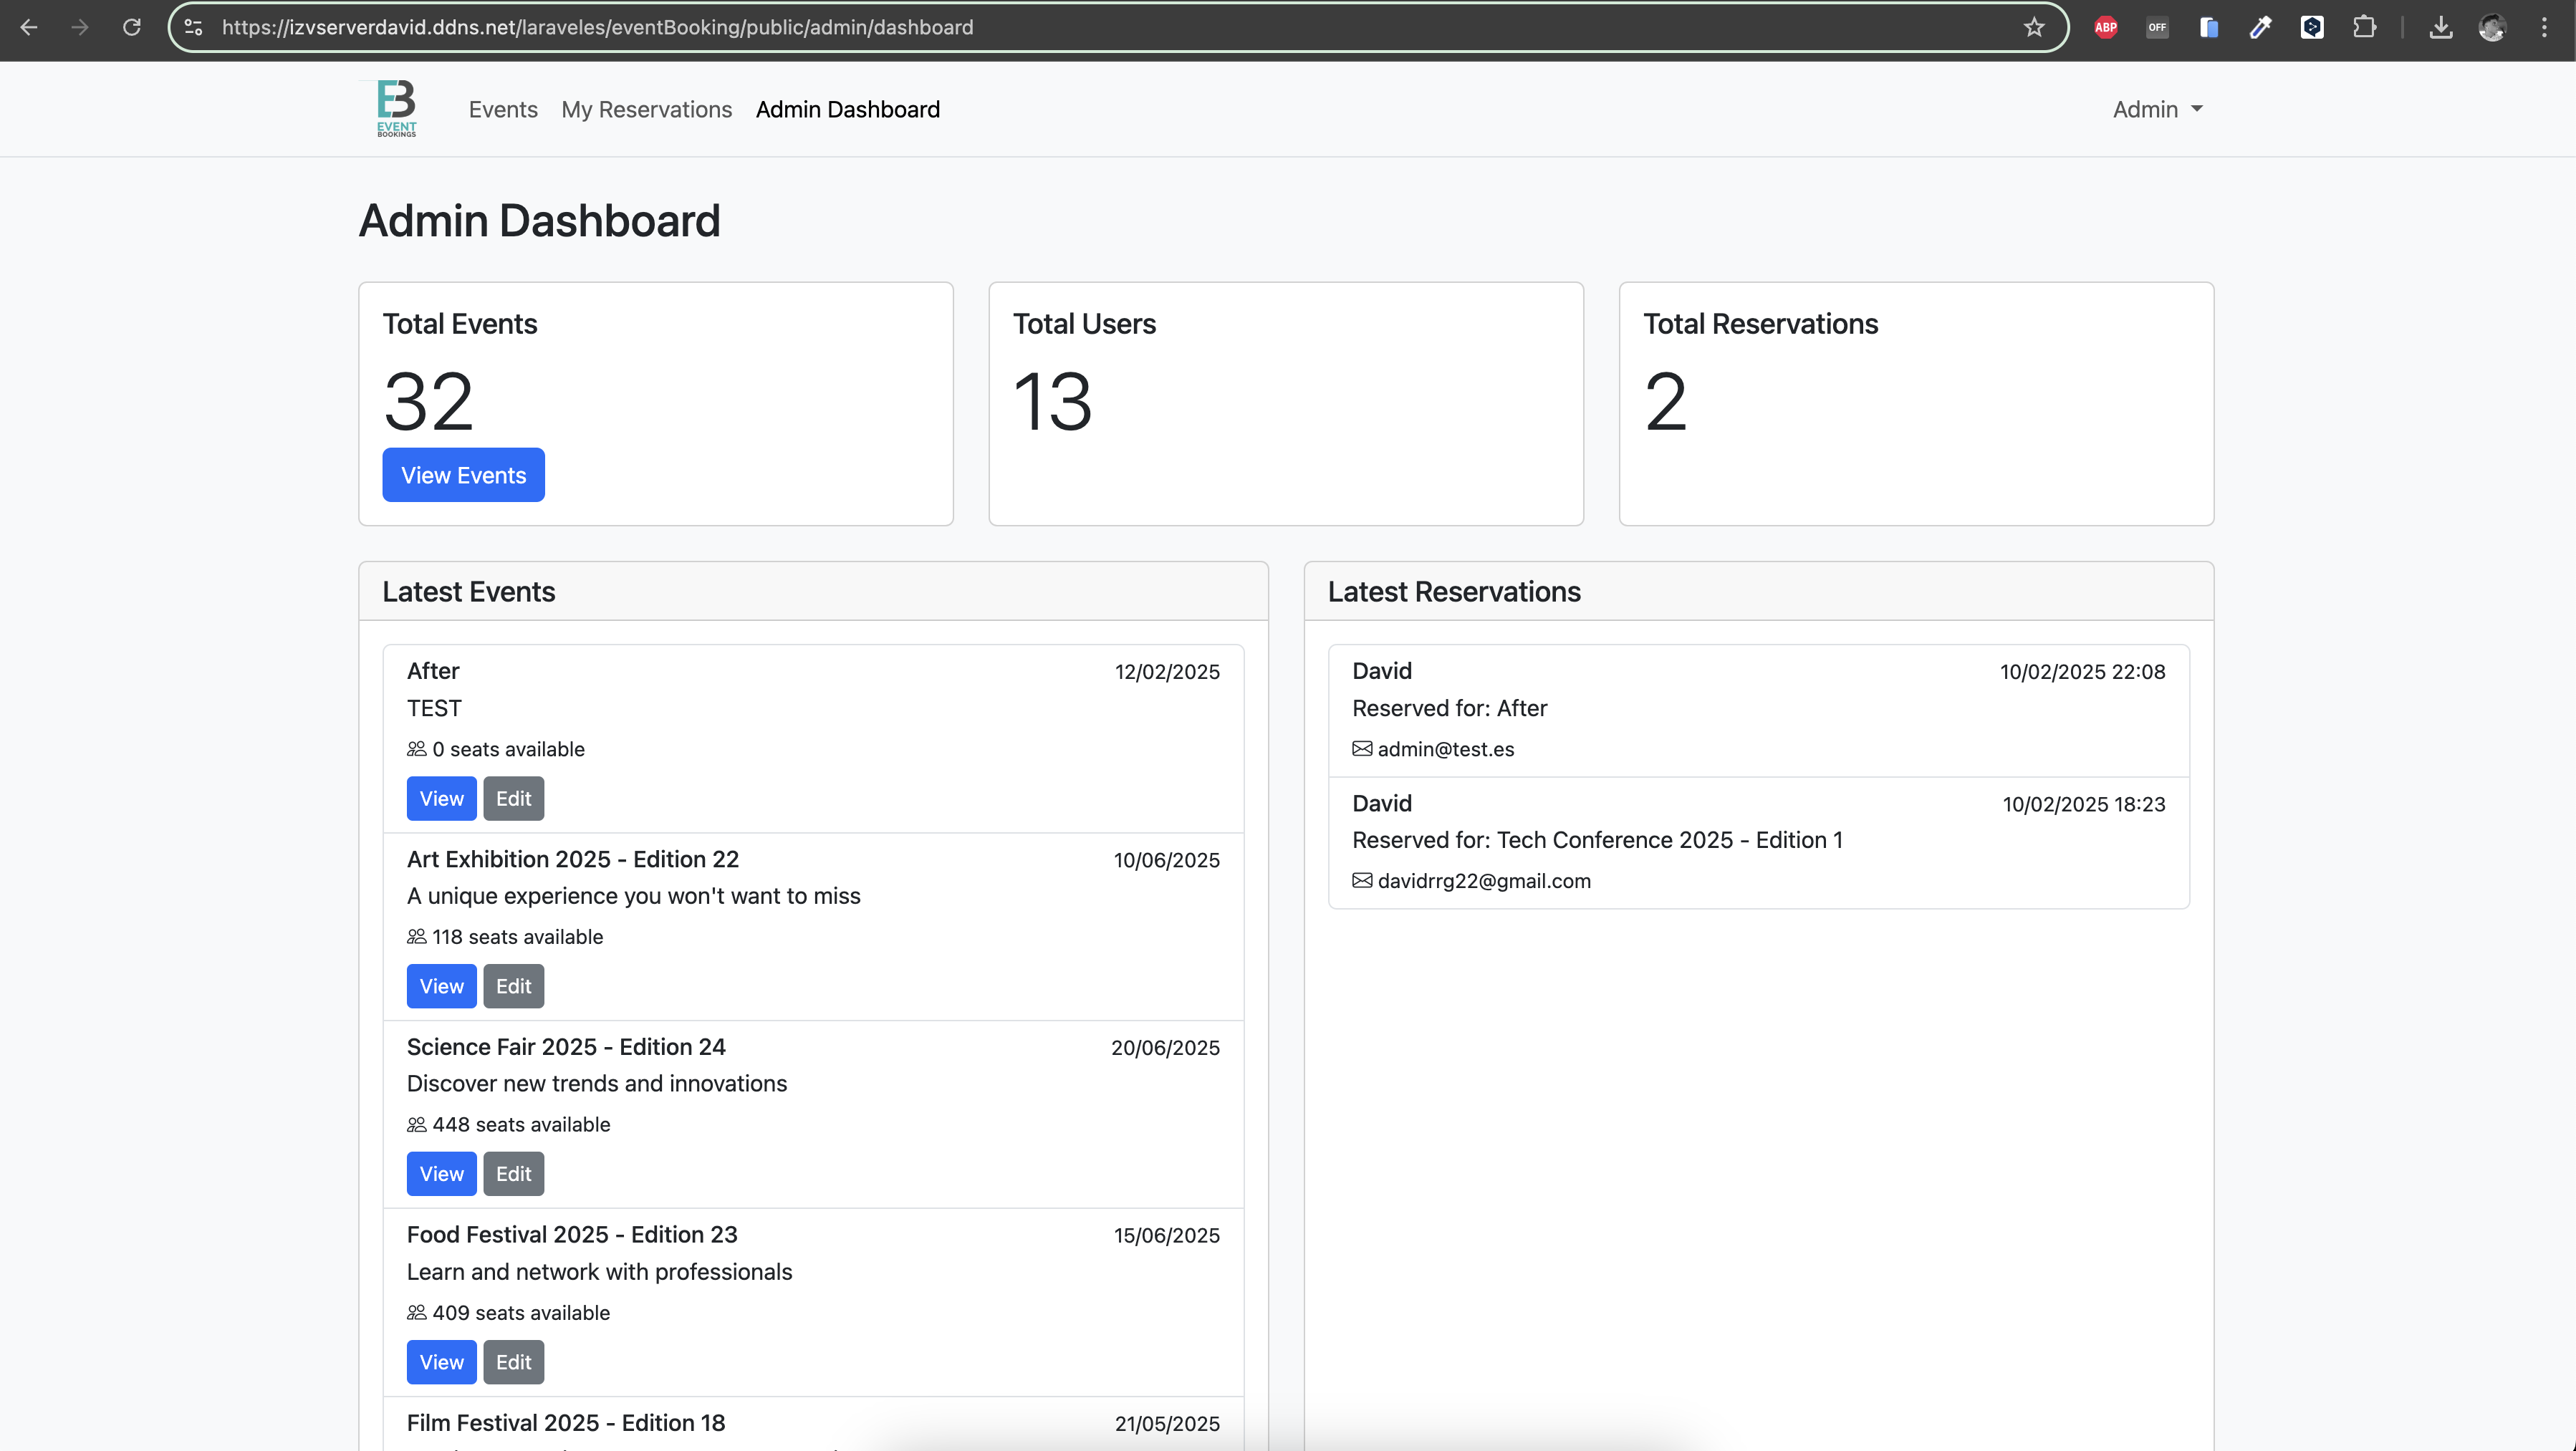 https://izvserverdavid.ddns.net/laraveles/eventBooking/public/admin/dashboard
ABP
OFF
EB
EVENT
BOOKINGS
Events
My Reservations
Admin Dashboard
Admin
Admin Dashboard
Total Events
32
View Events
Total Users
13
Total Reservations
2
Latest Events
After
12/02/2025
TEST
0 seats available
View
Edit
Art Exhibition 2025 - Edition 22
10/06/2025
A unique experience you won't want to miss
118 seats available
View
Edit
Science Fair 2025 - Edition 24
20/06/2025
Discover new trends and innovations
448 seats available
View
Edit
Food Festival 2025 - Edition 23
15/06/2025
Learn and network with professionals
409 seats available
View
Edit
Film Festival 2025 - Edition 18
21/05/2025
Latest Reservations
David
10/02/2025 22:08
Reserved for: After
admin@test.es
David
10/02/2025 18:23
Reserved for: Tech Conference 2025 - Edition 1
davidrrg22@gmail.com